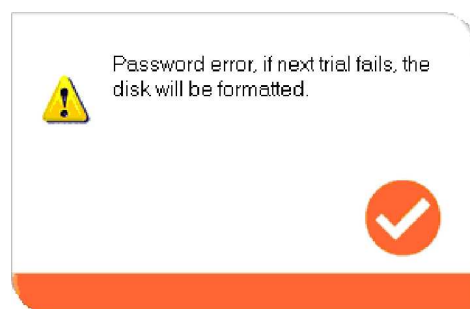 Password error, if next trial fails, the
disk will be formatted.